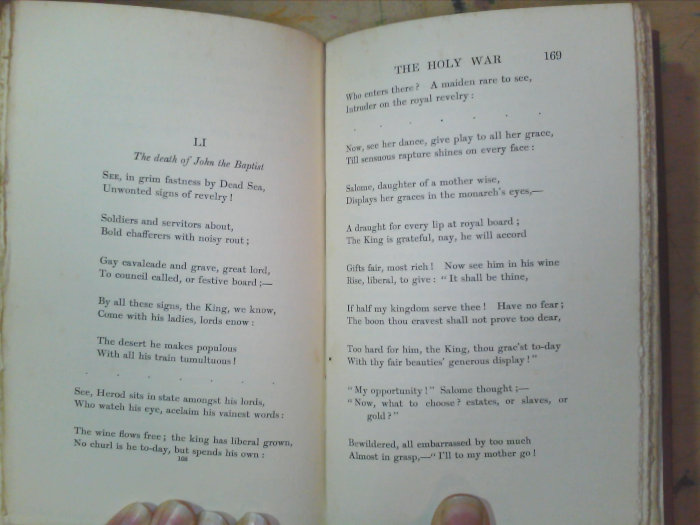 LI
The death of John the Baptist
SEE, in grim fastness by Dead Sea,
Unwonted signs of revelry!
Soldiers and servitors about,
Bold chafferers with noisy rout;
Gay cavalcade and grave, great lord,
To council called, or festive board;—
By all these signs, the King, we know,
Come with his ladies, lords enow:
The desert he makes populous
With all his train tumultuous!
. . . . . .
See, Herod sits in state amongst his lords,
Who watch his eye, acclaim his vainest words:
The wine flows free; the king has liberal grown,
No churl is he to-day, but spends his own:
168
THE HOLY WAR 169
Who enters there? A maiden rare to see,
Intruder on the royal revelry:
. . . . . .
Now, see her dance, give play to all her grace,
Till sensuous rapture shines on every face:
Salome, daughter of a mother wise,
Displays her graces in the monarch's eyes,—
A draught for every lip at royal board;
The King is grateful, nay, he will accord
Gifts fair, most rich! Now see him in his wine
Rise, liberal, to give: "It shall be thine,
If half my kingdom serve thee! Have no fear;
The boon thou cravest shall not prove too dear,
Too hard for him, the King, thou grac'st to-day
With thy fair beauties' generous display!"
"My opportunity!" Salome thought;—
"Now, what to choose? estates, or slaves, or
gold?"
Bewildered, all embarrassed by too much
Almost in grasp,—"I'll to my mother go!